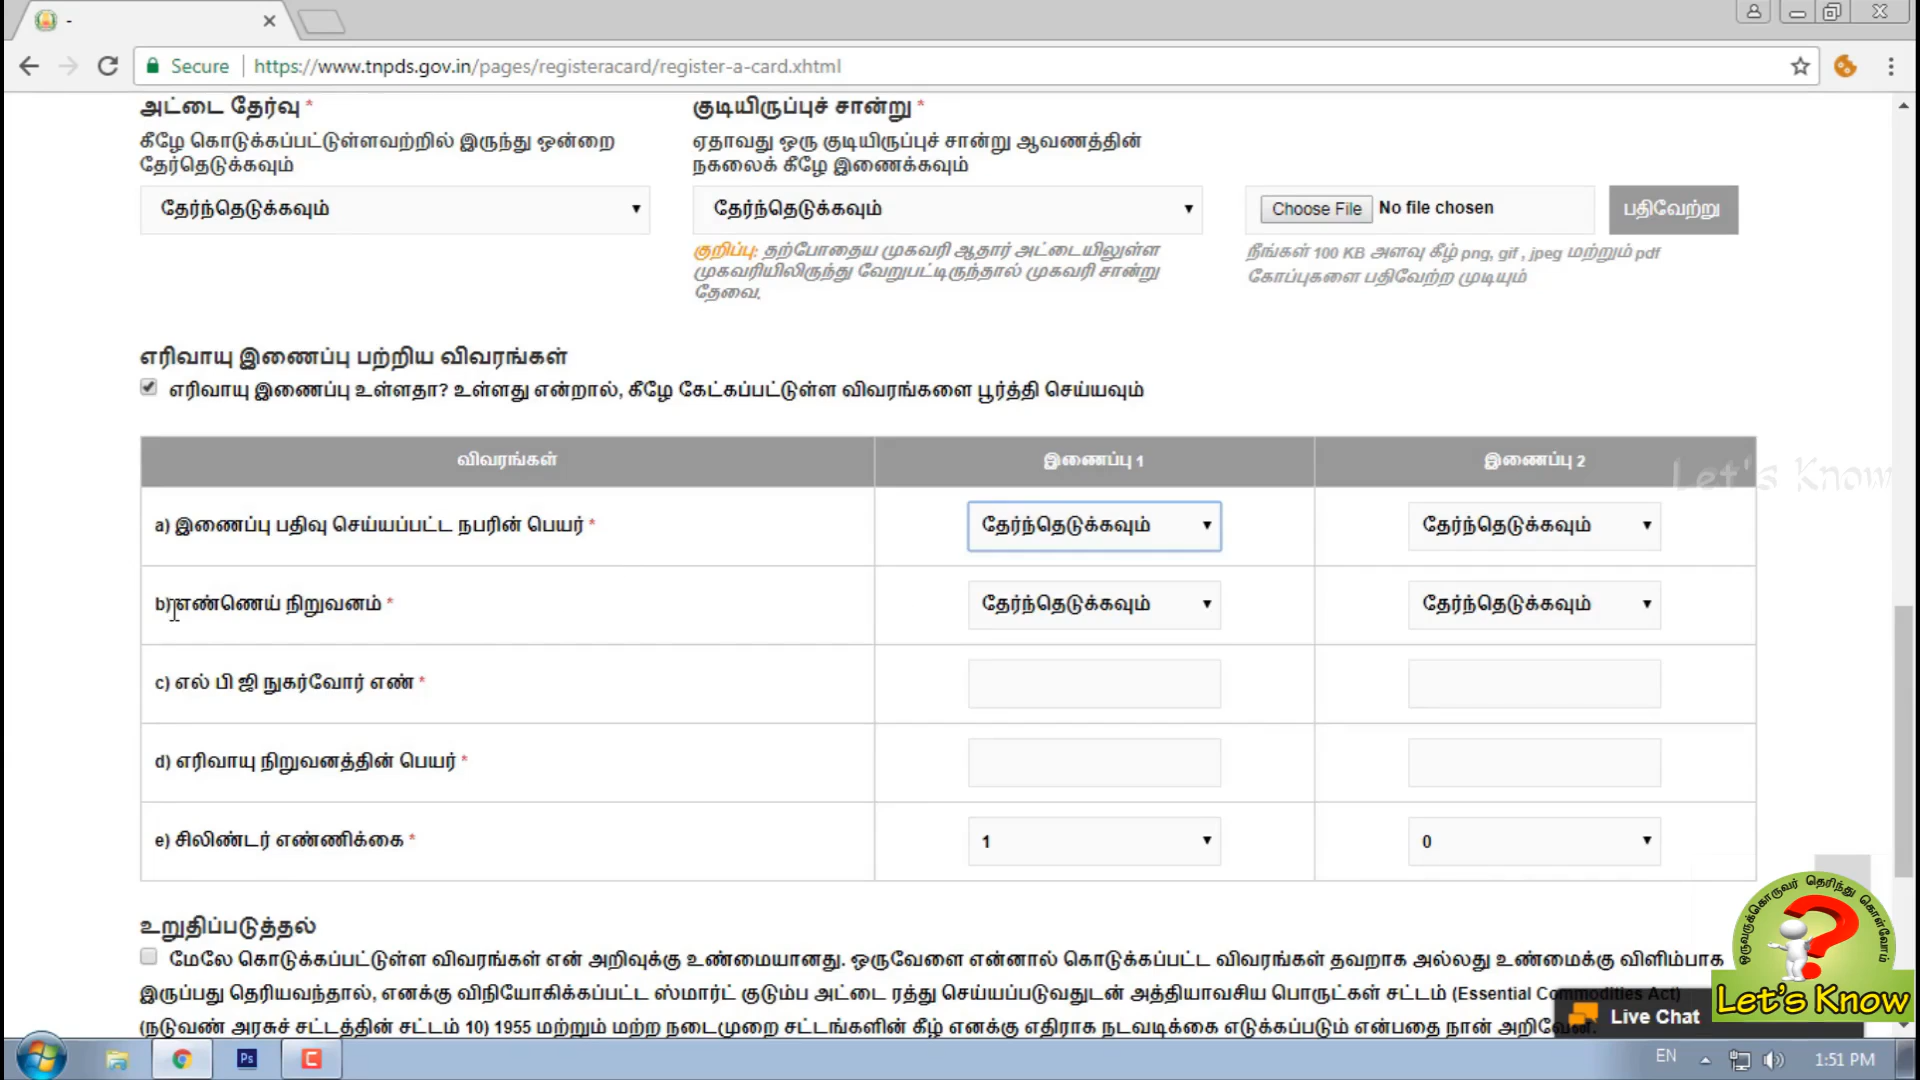 -
Secure
https://www.tnpds.gov.in/pages/registeracard/register-a-card.xhtml
அட்டை தேர்வு *
கீழே கொடுக்கப்பட்டுள்ளவற்றில் இருந்து ஒன்றை
தேர்தெடுக்கவும்
தேர்ந்தெடுக்கவும்
குடியிருப்புச் சான்று *
ஏதாவது ஒரு குடியிருப்புச் சான்று ஆவணத்தின்
நகலைக் கீழே இணைக்கவும்
தேர்ந்தெடுக்கவும்
குறிப்பு: தற்போதைய முகவரி ஆதார் அட்டையிலுள்ள
முகவரியிலிருந்து வேறுபட்டிருந்தால் முகவரி சான்று
தேவை.
Choose File No file chosen
பதிவேற்று
நீங்கள் 100 KB அளவு கீழ் png, gif , jpeg மற்றும் pdf
கோப்புகளை பதிவேற்ற முடியும்
எரிவாயு இணைப்பு பற்றிய விவரங்கள்
எரிவாயு இணைப்பு உள்ளதா? உள்ளது என்றால், கீழே கேட்கப்பட்டுள்ள விவரங்களை பூர்த்தி செய்யவும்
விவரங்கள் இணைப்பு 1 இணைப்பு 2
Let's Know
a) இணைப்பு பதிவு செய்யப்பட்ட நபரின் பெயர் * தேர்ந்தெடுக்கவும் தேர்ந்தெடுக்கவும்
b) எண்ணெய் நிறுவனம் * தேர்ந்தெடுக்கவும் தேர்ந்தெடுக்கவும்
c) எல் பி ஜி நுகர்வோர் எண் *
d) எரிவாயு நிறுவனத்தின் பெயர் *
e) சிலிண்டர் எண்ணிக்கை * 1 0
உறுதிப்படுத்தல்
மேலே கொடுக்கப்பட்டுள்ள விவரங்கள் என் அறிவுக்கு உண்மையானது. ஒருவேளை என்னால் கொடுக்கப்பட்ட விவரங்கள் தவறாக அல்லது உண்மைக்கு விளிம்பாக
இருப்பது தெரியவந்தால், எனக்கு விநியோகிக்கப்பட்ட ஸ்மார்ட் குடும்ப அட்டை ரத்து செய்யப்படுவதுடன் அத்தியாவசிய பொருட்கள் சட்டம் (Essential Commodities Act)
(நடுவண் அரசுச் சட்டத்தின் சட்டம் 10) 1955 மற்றும் மற்ற நடைமுறை சட்டங்களின் கீழ் எனக்கு எதிராக நடவடிக்கை எடுக்கப்படும் என்பதை நான் அறிவேன்.
Live Chat
ஒருவருக்கொருவர் தெரிந்து கொள்வோம்
Let's Know
Ps
EN
1:51 PM